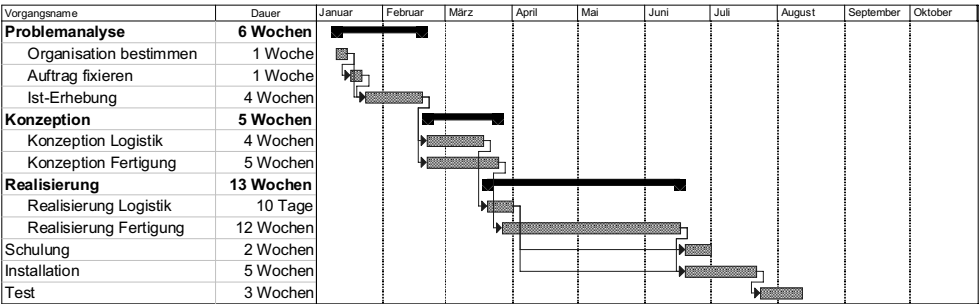 Vorgangsname Dauer Januar Februar März April Mai Juni Juli August September Oktober
Problemanalyse 6 Wochen
Organisation bestimmen 1 Woche
Auftrag fixieren 1 Woche
Ist-Erhebung 4 Wochen
Konzeption 5 Wochen
Konzeption Logistik 4 Wochen
Konzeption Fertigung 5 Wochen
Realisierung 13 Wochen
Realisierung Logistik 10 Tage
Realisierung Fertigung 12 Wochen
Schulung 2 Wochen
Installation 5 Wochen
Test 3 Wochen